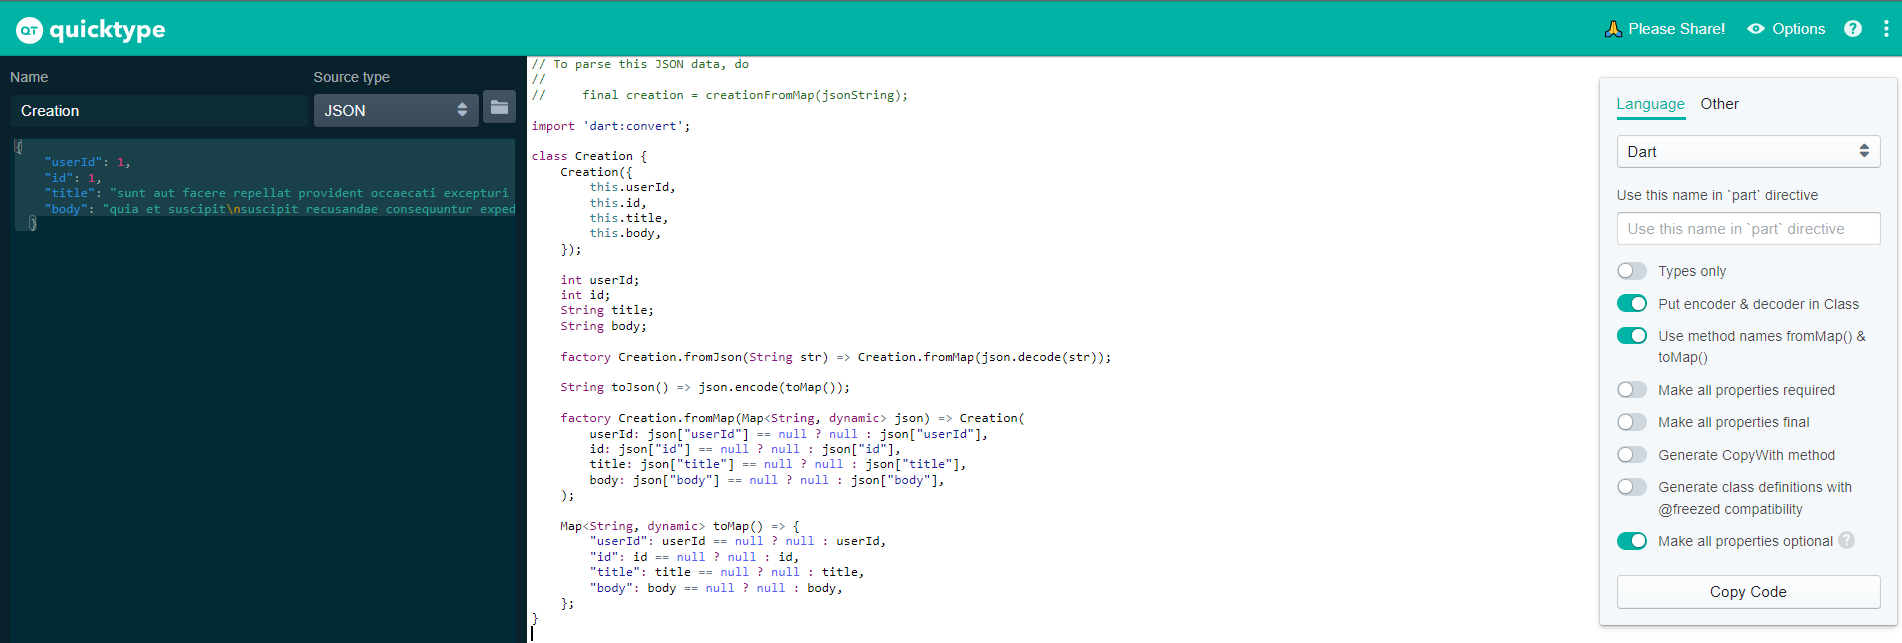 QT quicktype
Please Share!
Options
?
Name
Source type
Creation
JSON
{
"userId": 1,
"id": 1,
"title": "sunt aut facere repellat provident occaecati excepturi
"body": "quia et suscipit\nsuscipit recusandae consequuntur exped
}
// To parse this JSON data, do
//
// final creation = creationFromMap(jsonString);
import 'dart:convert';
class Creation {
Creation({
this.userId,
this.id,
this.title,
this.body,
});
int userId;
int id;
String title;
String body;
factory Creation.fromJson(String str) => Creation.fromMap(json.decode(str));
String toJson() => json.encode(toMap());
factory Creation.fromMap(Map<String, dynamic> json) => Creation(
userId: json["userId"] == null ? null : json["userId"],
id: json["id"] == null ? null : json["id"],
title: json["title"] == null ? null : json["title"],
body: json["body"] == null ? null : json["body"],
);
Map<String, dynamic> toMap() => {
"userId": userId == null ? null : userId,
"id": id == null ? null : id,
"title": title == null ? null : title,
"body": body == null ? null : body,
};
}
Language Other
Dart
Use this name in `part` directive
Use this name in `part` directive
Types only
Put encoder & decoder in Class
Use method names fromMap() &
toMap()
Make all properties required
Make all properties final
Generate CopyWith method
Generate class definitions with
@freezed compatibility
Make all properties optional ?
Copy Code